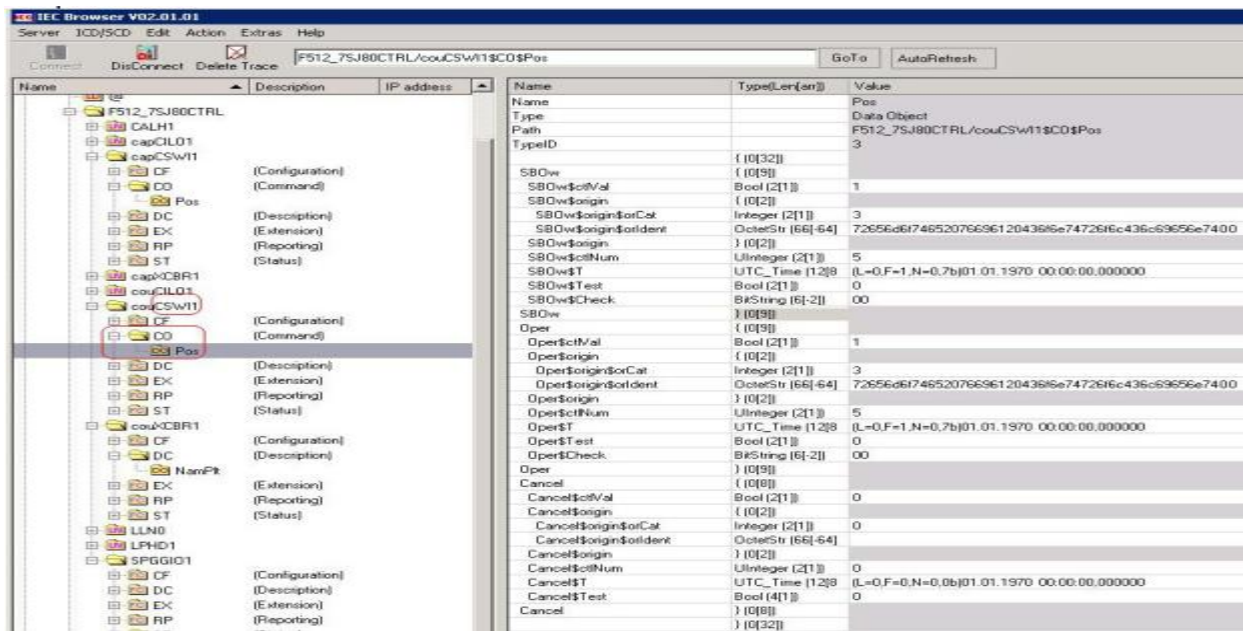 IEC Browser V02.01.01
Server ICD/SCD Edit Action Extras Help
Connect DisConnect Delete Trace F512_7SJ80CTRL/couCSWI1$CO$Pos GoTo AutoRefresh
Name Description IP address
F512_7SJ80CTRL
CALH1
capCILO1
capCSWI1
CF (Configuration)
CO (Command)
Pos
DC (Description)
EX (Extension)
RP (Reporting)
ST (Status)
capXCBR1
couCILO1
couCSWI1
CF (Configuration)
CO (Command)
Pos
DC (Description)
EX (Extension)
RP (Reporting)
ST (Status)
couXCBR1
CF (Configuration)
DC (Description)
NamPlt
EX (Extension)
RP (Reporting)
ST (Status)
LLN0
LPHD1
SPGGIO1
CF (Configuration)
DC (Description)
EX (Extension)
RP (Reporting)
Name Type(Len[arr]) Value
Name Pos
Type Data Object
Path F512_7SJ80CTRL/couCSWI1$CO$Pos
TypeID 3
{ (0[32])
SBOw { (0[9])
SBOw$ctlVal Bool (2[1]) 1
SBOw$origin { (0[2])
SBOw$origin$orCat Integer (2[1]) 3
SBOw$origin$orIdent OctetStr (66[-64]
SBOw$origin } (0[2])
SBOw$ctlNum UInteger (2[1]) 5
SBOw$T UTC_Time (12[8 (L=0,F=1,N=0,7b)01.01.1970 00:00:00,000000
SBOw$Test Bool (2[1]) 0
SBOw$Check BitString (6[-2]) 00
SBOw } (0[9])
Oper { (0[9])
Oper$ctlVal Bool (2[1]) 1
Oper$origin { (0[2])
Oper$origin$orCat Integer (2[1]) 3
Oper$origin$orIdent OctetStr (66[-64]
Oper$origin } (0[2])
Oper$ctlNum UInteger (2[1]) 5
Oper$T UTC_Time (12[8 (L=0,F=1,N=0,7b)01.01.1970 00:00:00,000000
Oper$Test Bool (2[1]) 0
Oper$Check BitString (6[-2]) 00
Oper } (0[9])
Cancel { (0[8])
Cancel$ctlVal Bool (2[1]) 0
Cancel$origin { (0[2])
Cancel$origin$orCat Integer (2[1]) 0
Cancel$origin$orIdent OctetStr (66[-64]
Cancel$origin } (0[2])
Cancel$ctlNum UInteger (2[1]) 0
Cancel$T UTC_Time (12[8 (L=0,F=0,N=0,0b)01.01.1970 00:00:00,000000
Cancel$Test Bool (4[1]) 0
Cancel } (0[8])
} (0[32])